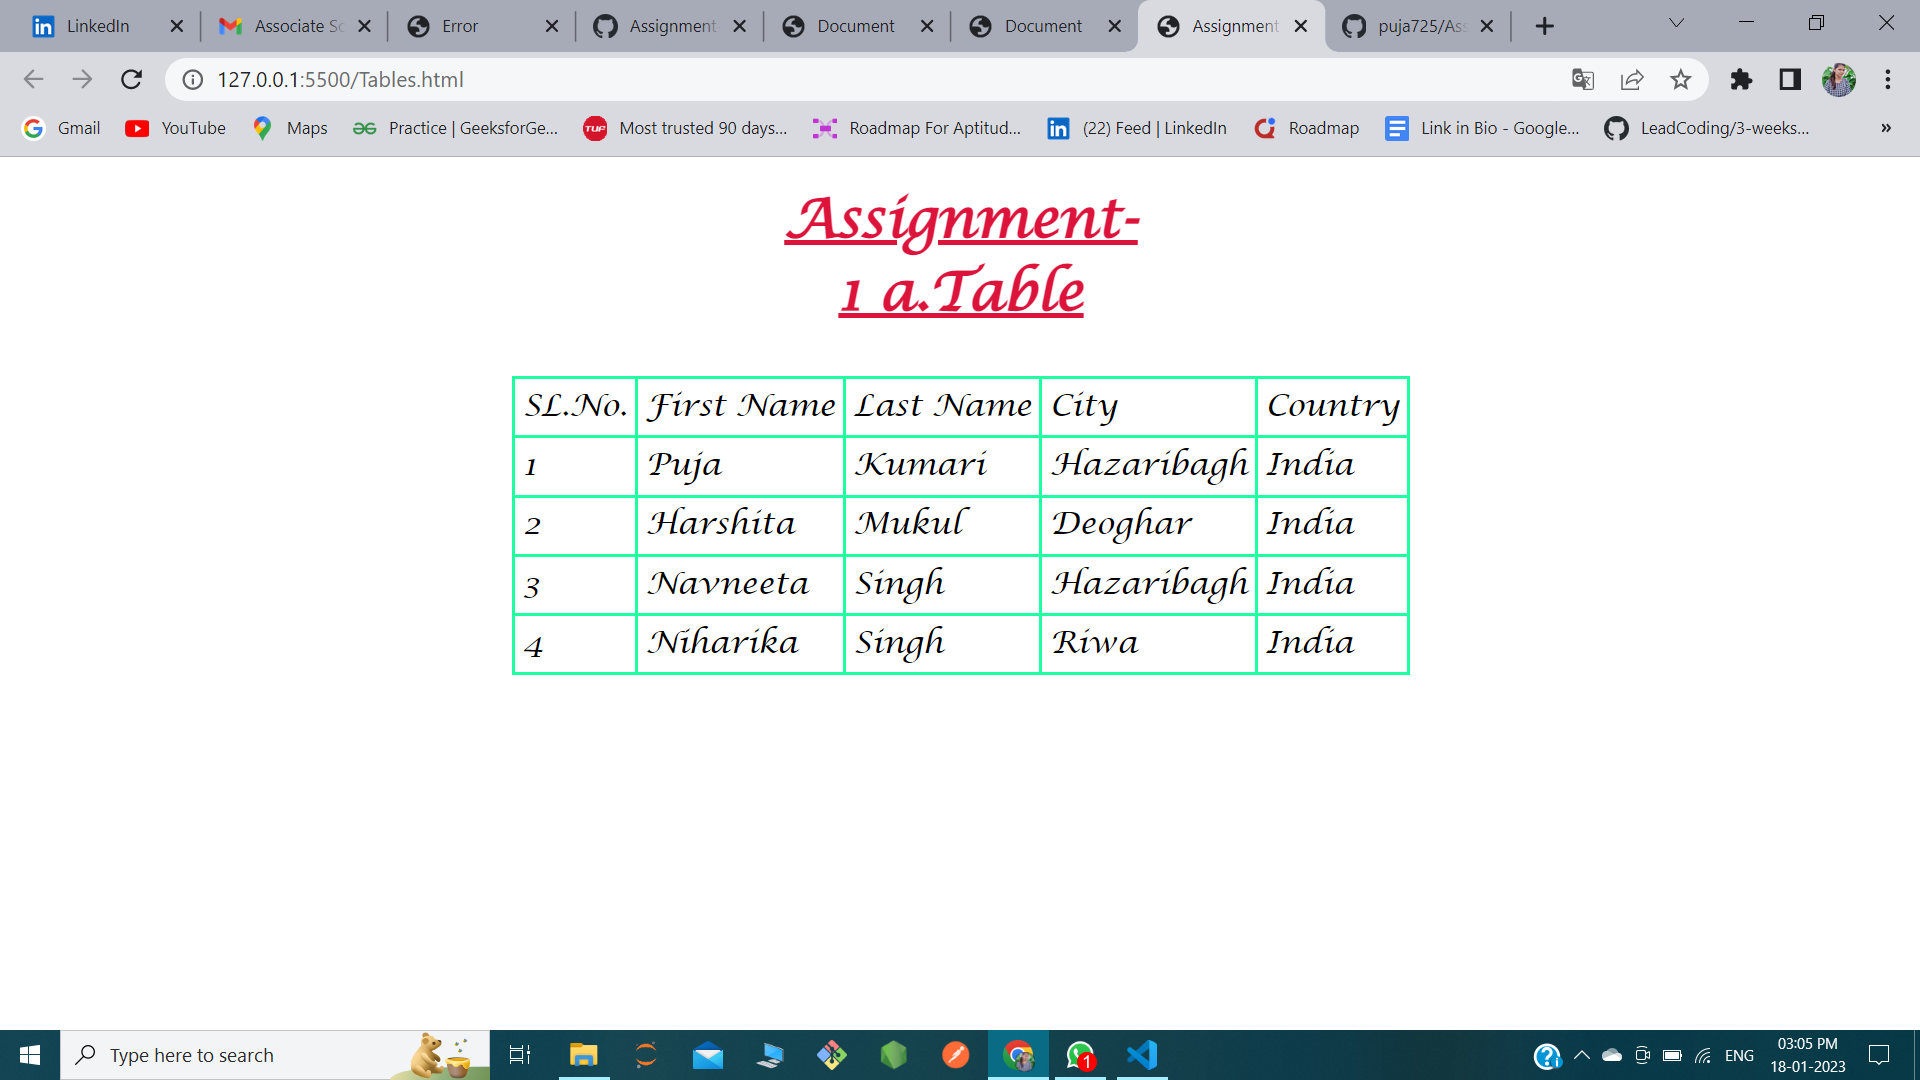 LinkedIn
Associate Sc
Error
Assignment
Document
Document
Assignment
puja725/Ass
127.0.0.1:5500/Tables.html
Gmail
YouTube
Maps
Practice | GeeksforGe...
TUF
Most trusted 90 days...
Roadmap For Aptitud...
(22) Feed | LinkedIn
Roadmap
Link in Bio - Google...
LeadCoding/3-weeks...
»
Assignment-
1 a.Table
SL.No. First Name Last Name City Country
1 Puja Kumari Hazaribagh India
2 Harshita Mukul Deoghar India
3 Navneeta Singh Hazaribagh India
4 Niharika Singh Riwa India
Type here to search
1
ENG
03:05 PM
18-01-2023